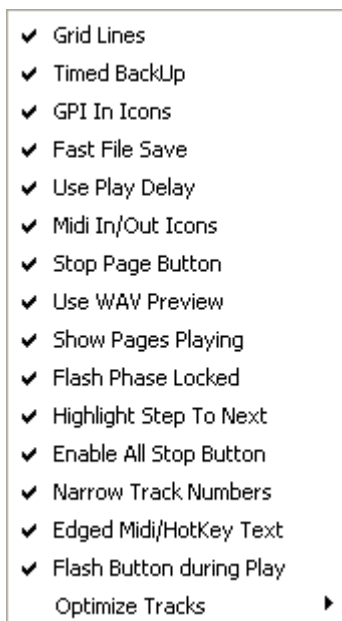 Grid Lines
Timed BackUp
GPI In Icons
Fast File Save
Use Play Delay
Midi In/Out Icons
Stop Page Button
Use WAV Preview
Show Pages Playing
Flash Phase Locked
Highlight Step To Next
Enable All Stop Button
Narrow Track Numbers
Edged Midi/HotKey Text
Flash Button during Play
Optimize Tracks